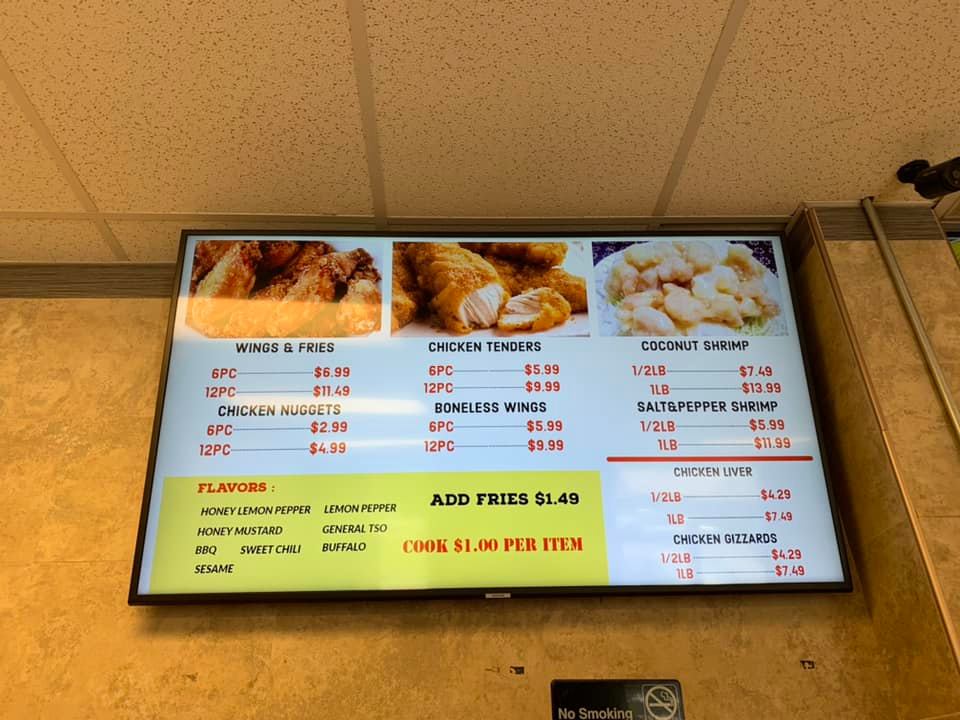 WINGS & FRIES
6PC $6.99
12PC $11.49
CHICKEN NUGGETS
6PC $2.99
12PC $4.99
CHICKEN TENDERS
6PC $5.99
12PC $9.99
BONELESS WINGS
6PC $5.99
12PC $9.99
COCONUT SHRIMP
1/2LB $7.49
1LB $13.99
SALT&PEPPER SHRIMP
1/2LB $5.99
1LB $11.99
CHICKEN LIVER
1/2LB $4.29
1LB $7.49
CHICKEN GIZZARDS
1/2LB $4.29
1LB $7.49
FLAVORS :
HONEY LEMON PEPPER LEMON PEPPER
HONEY MUSTARD GENERAL TSO
BBQ SWEET CHILI BUFFALO
SESAME
ADD FRIES $1.49
COOK $1.00 PER ITEM
No Smoking